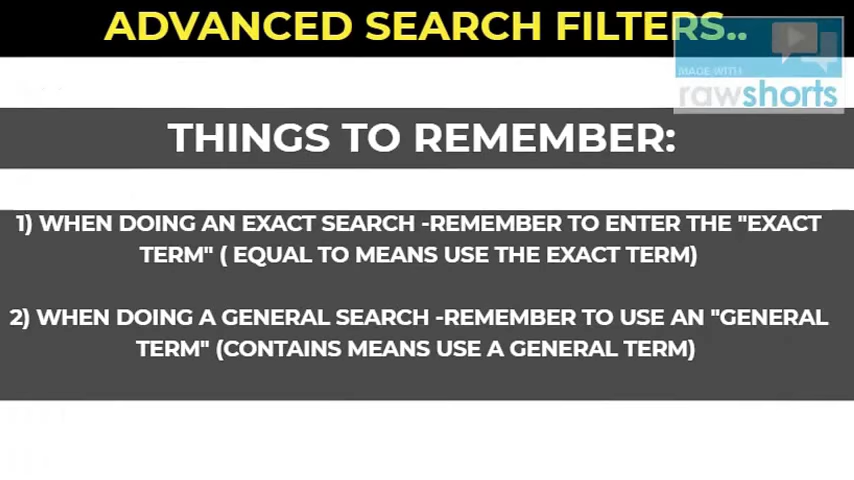 ADVANCED SEARCH FILTERS..
MADE WITH
rawshorts
THINGS TO REMEMBER:
1) WHEN DOING AN EXACT SEARCH -REMEMBER TO ENTER THE "EXACT
TERM" ( EQUAL TO MEANS USE THE EXACT TERM)
2) WHEN DOING A GENERAL SEARCH -REMEMBER TO USE AN "GENERAL
TERM" (CONTAINS MEANS USE A GENERAL TERM)